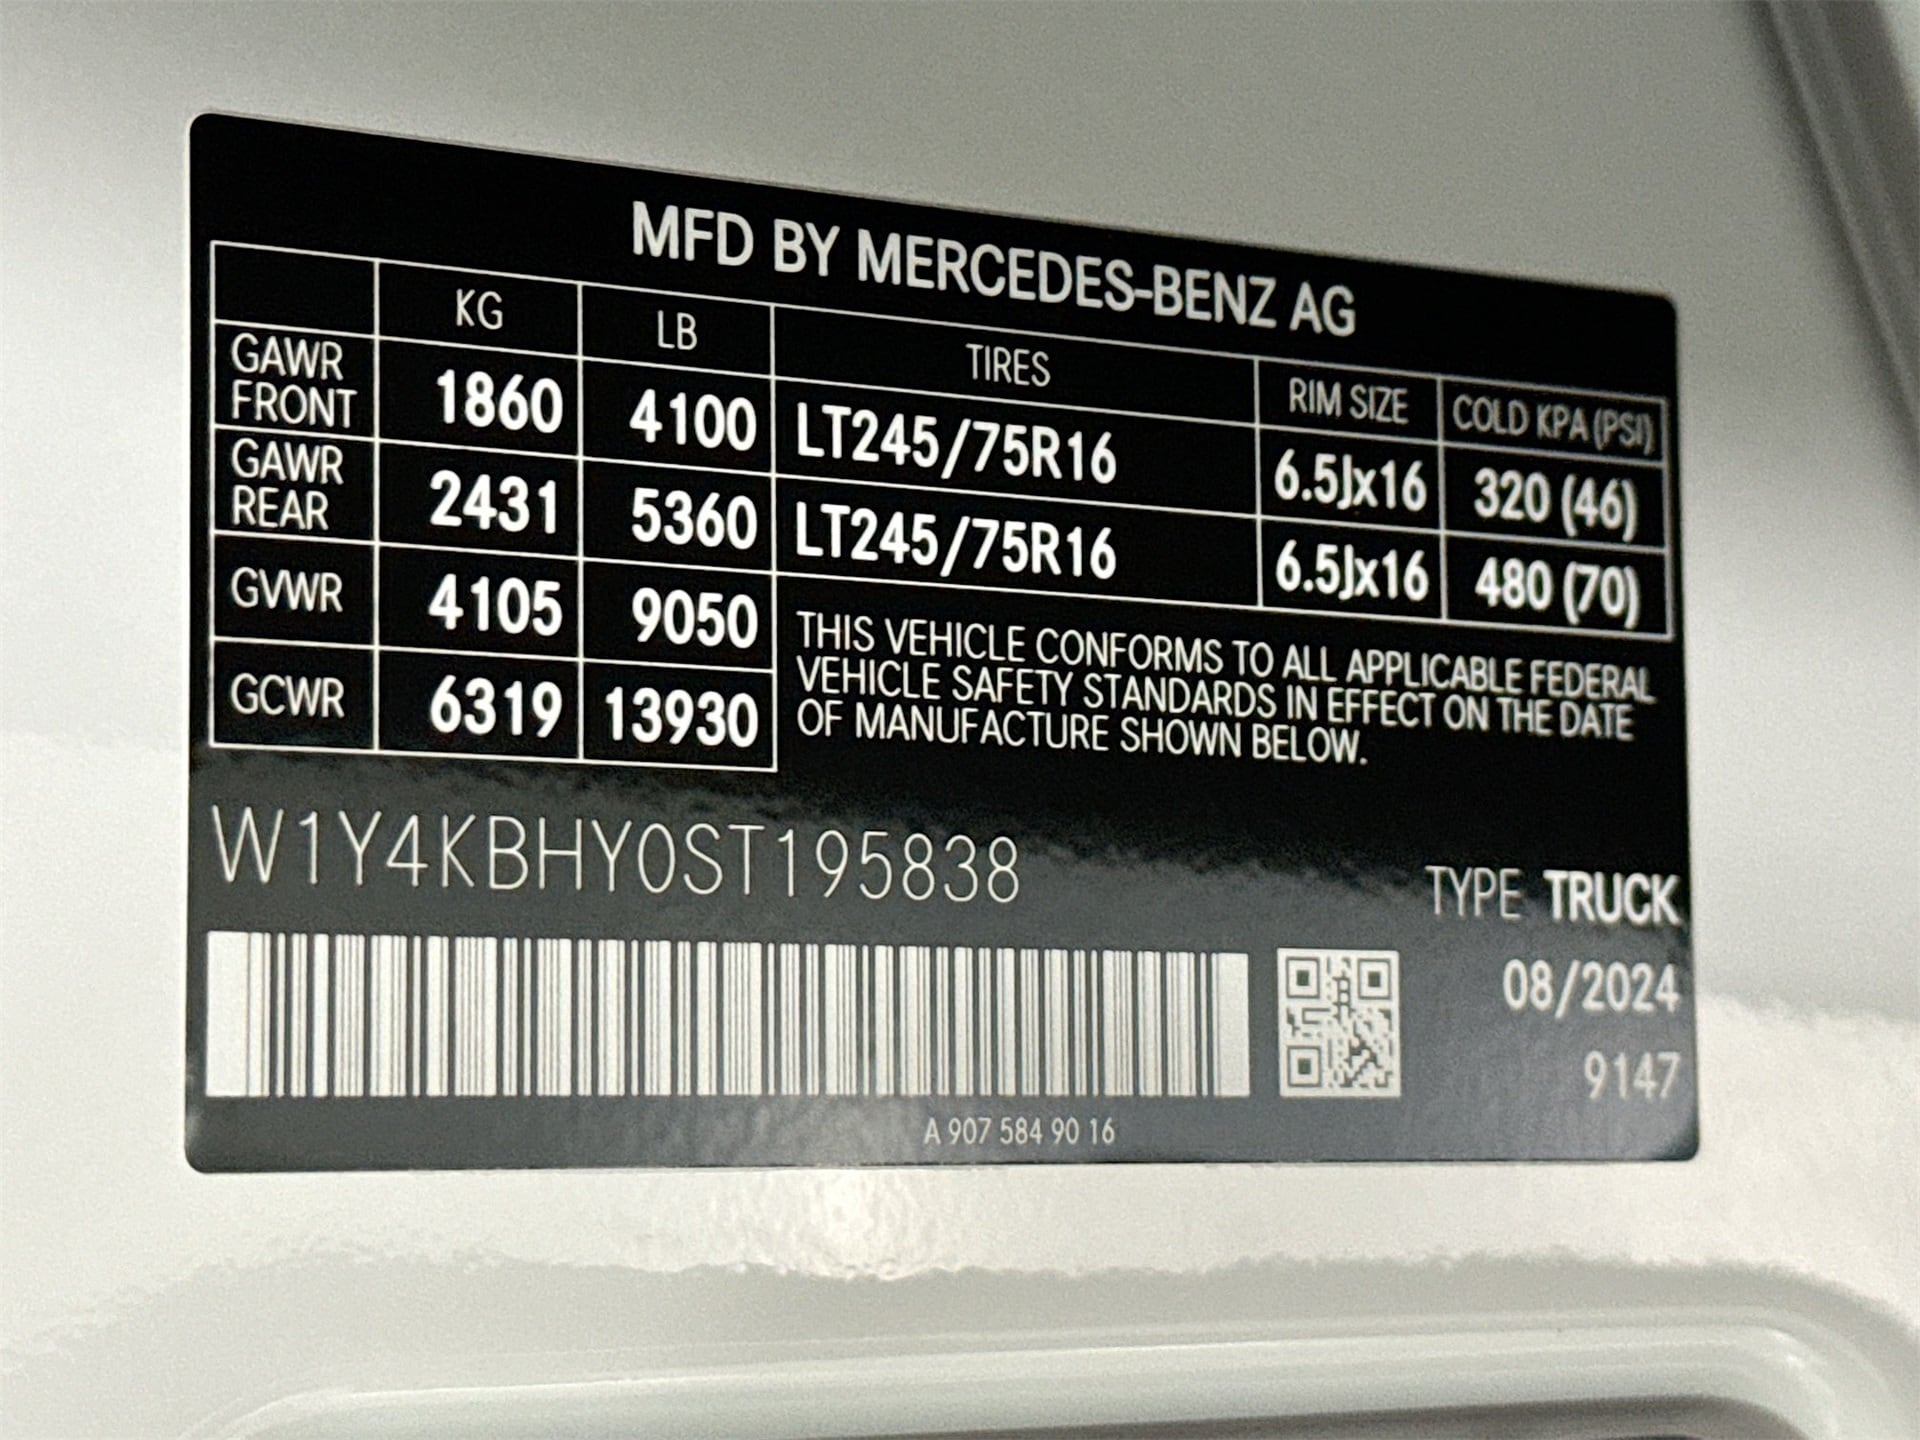 MFD BY MERCEDES-BENZ AG
KG LB TIRES RIM SIZE COLD KPA (PSI)
GAWR FRONT 1860 4100 LT245/75R16 6.5Jx16 320 (46)
GAWR REAR 2431 5360 LT245/75R16 6.5Jx16 480 (70)
GVWR 4105 9050
GCWR 6319 13930
THIS VEHICLE CONFORMS TO ALL APPLICABLE FEDERAL
VEHICLE SAFETY STANDARDS IN EFFECT ON THE DATE
OF MANUFACTURE SHOWN BELOW.
W1Y4KBHY0ST195838
TYPE TRUCK
08/2024
9147
A 907 584 90 16